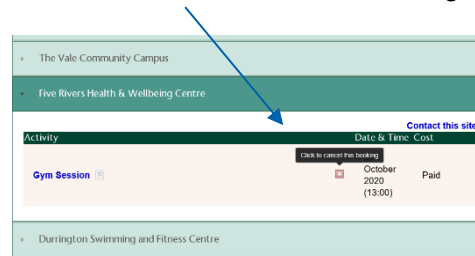 The Vale Community Campus
Five Rivers Health & Wellbeing Centre
Contact this site
Activity Date & Time Cost
Click to cancel this booking
Gym Session October 2020 (13:00) Paid
Durrington Swimming and Fitness Centre